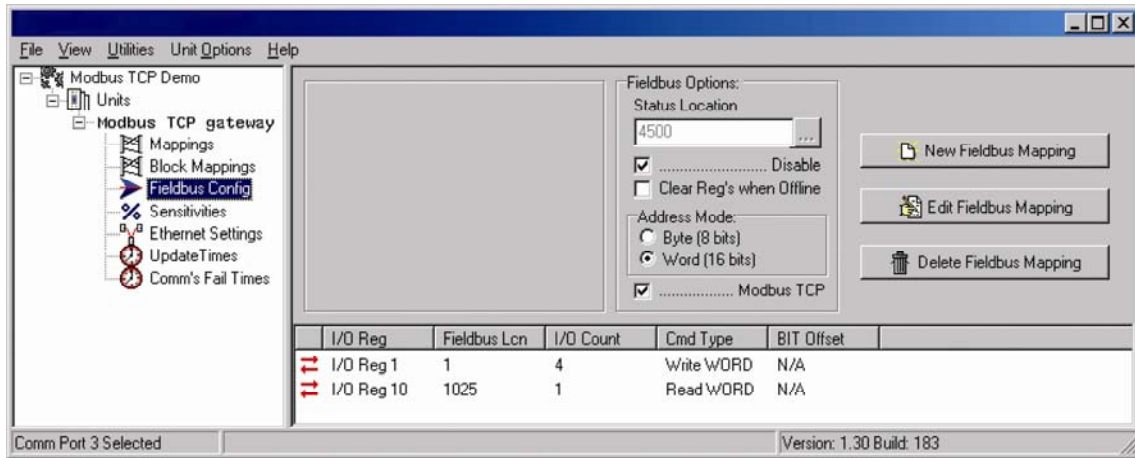 File View Utilities Unit Options Help
Modbus TCP Demo
Units
Modbus TCP gateway
Mappings
Block Mappings
Fieldbus Config
Sensitivities
Ethernet Settings
UpdateTimes
Comm's Fail Times
Fieldbus Options:
Status Location
4500 ...
.......................... Disable
Clear Reg's when Offline
Address Mode:
Byte (8 bits)
Word (16 bits)
.................. Modbus TCP
New Fieldbus Mapping
Edit Fieldbus Mapping
Delete Fieldbus Mapping
I/O Reg Fieldbus Lcn I/O Count Cmd Type BIT Offset
I/O Reg 1 1 4 Write WORD N/A
I/O Reg 10 1025 1 Read WORD N/A
Comm Port 3 Selected Version: 1.30 Build: 183